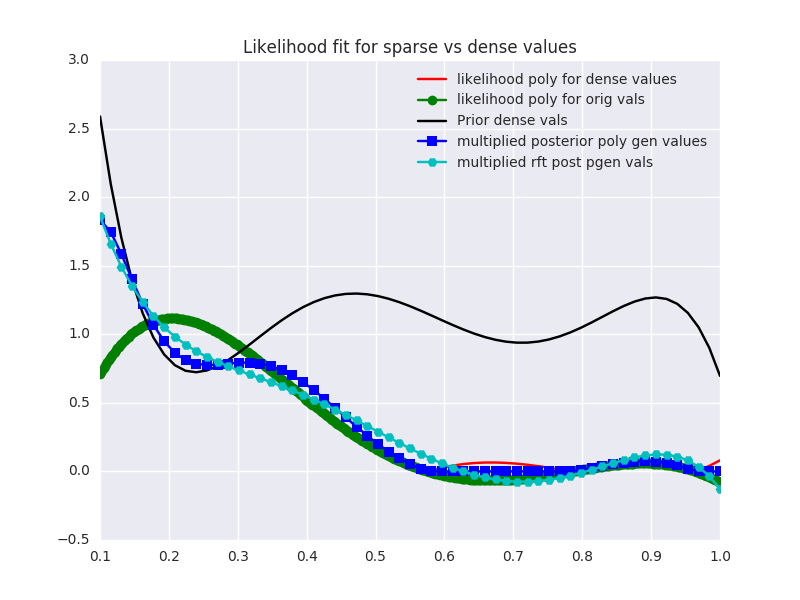 Likelihood fit for sparse vs dense values
3.0
2.5
2.0
1.5
1.0
0.5
0.0
−0.5
likelihood poly for dense values
likelihood poly for orig vals
Prior dense vals
multiplied posterior poly gen values
multiplied rft post pgen vals
0.1 0.2 0.3 0.4 0.5 0.6 0.7 0.8 0.9 1.0